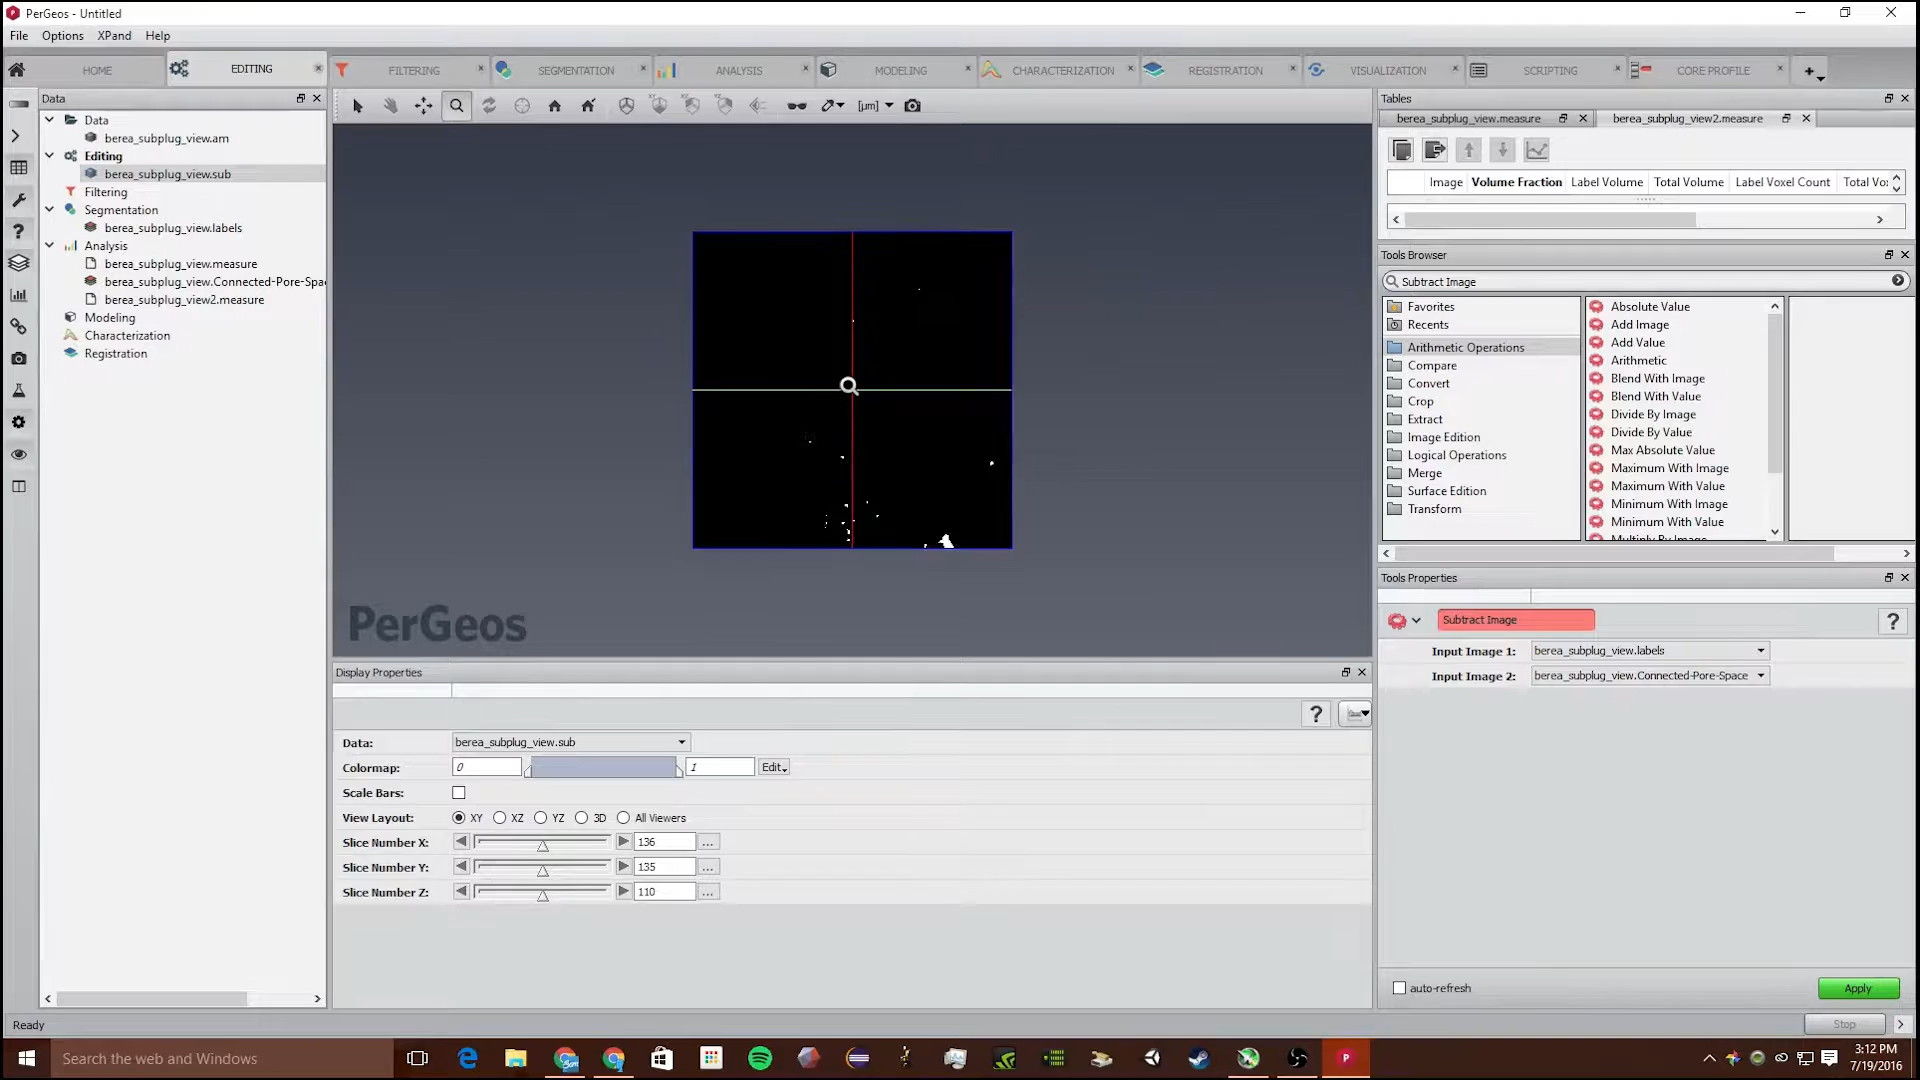 PerGeos - Untitled
File Options XPand Help
HOME
EDITING
FILTERING
SEGMENTATION
ANALYSIS
MODELING
CHARACTERIZATION
REGISTRATION
VISUALIZATION
SCRIPTING
CORE PROFILE
Data
Data
berea_subplug_view.am
Editing
berea_subplug_view.sub
Filtering
Segmentation
berea_subplug_view.labels
Analysis
berea_subplug_view.measure
berea_subplug_view.Connected-Pore-Spa
berea_subplug_view2.measure
Modeling
Characterization
Registration
[µm]
PerGeos
Display Properties
Data: berea_subplug_view.sub
Colormap: 0 1 Edit
Scale Bars:
View Layout: XY XZ YZ 3D All Viewers
Slice Number X: 136 ...
Slice Number Y: 135 ...
Slice Number Z: 110 ...
Tables
berea_subplug_view.measure berea_subplug_view2.measure
Image Volume Fraction Label Volume Total Volume Label Voxel Count Total Vo
Tools Browser
Subtract Image
Favorites
Recents
Arithmetic Operations
Compare
Convert
Crop
Extract
Image Edition
Logical Operations
Merge
Surface Edition
Transform
Absolute Value
Add Image
Add Value
Arithmetic
Blend With Image
Blend With Value
Divide By Image
Divide By Value
Max Absolute Value
Maximum With Image
Maximum With Value
Minimum With Image
Minimum With Value
Multiply By Image
Tools Properties
Subtract Image
?
Input Image 1: berea_subplug_view.labels
Input Image 2: berea_subplug_view.Connected-Pore-Space
auto-refresh
Apply
Ready
Stop
Search the web and Windows
3:12 PM
7/19/2016